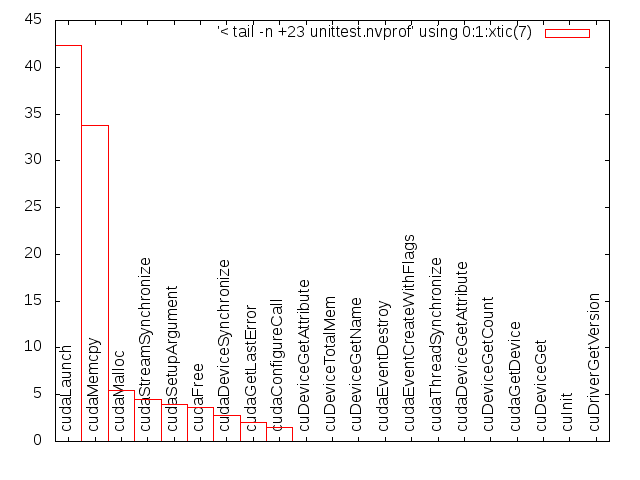 '< tail -n +23 unittest.nvprof' using 0:1:xtic(7)
45
40
35
30
25
20
15
10
5
0
cudaLaunch
cudaMemcpy
cudaMalloc
cudaStreamSynchronize
cudaSetupArgument
cudaFree
cudaDeviceSynchronize
cudaGetLastError
cudaConfigureCall
cuDeviceGetAttribute
cuDeviceTotalMem
cuDeviceGetName
cudaEventDestroy
cudaEventCreateWithFlags
cudaThreadSynchronize
cudaDeviceGetAttribute
cuDeviceGetCount
cudaGetDevice
cuDeviceGet
cuInit
cuDriverGetVersion